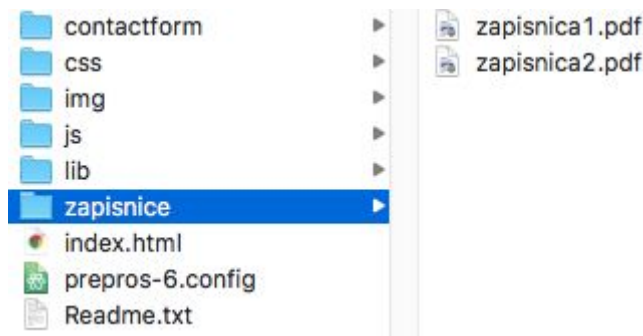 contactform
css
img
js
lib
zapisnice
index.html
prepros-6.config
Readme.txt
zapisnica1.pdf
zapisnica2.pdf